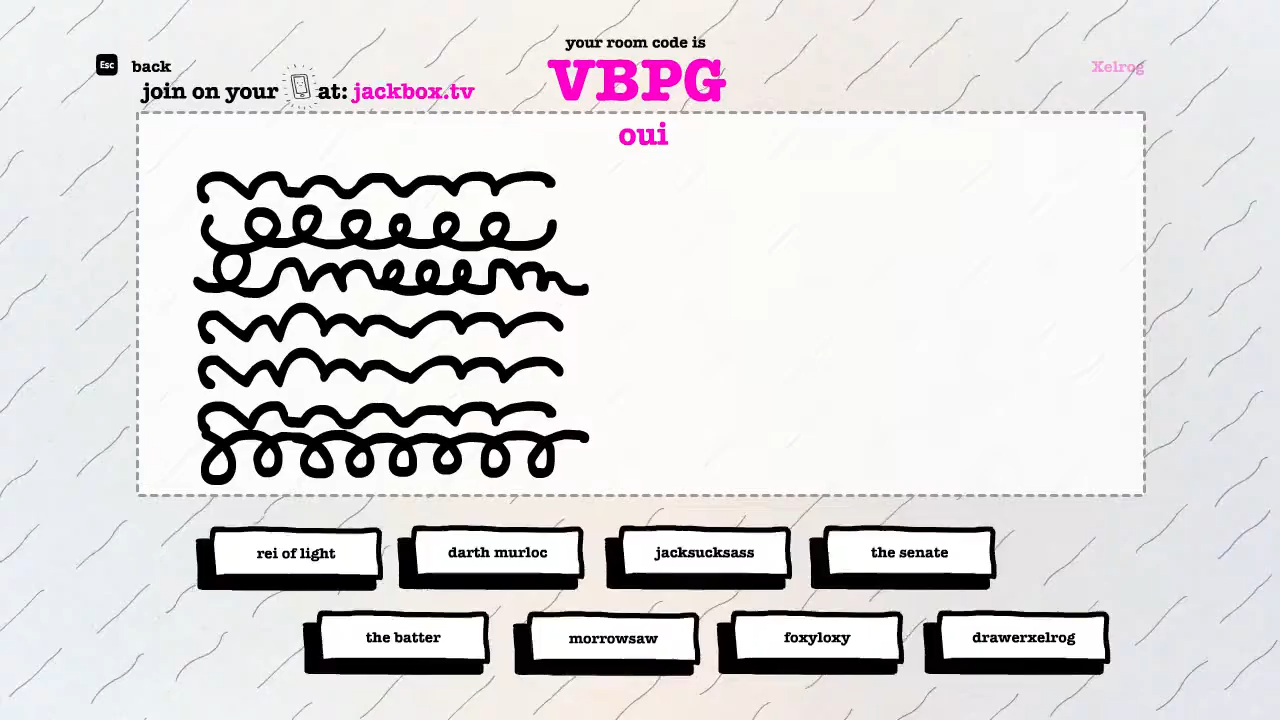 your room code is
Esc back
VBPG
Xelrog
join on your at: jackbox.tv
oui
rei of light
darth murloc
jacksucksass
the senate
the batter
morrowsaw
foxyloxy
drawerxelrog